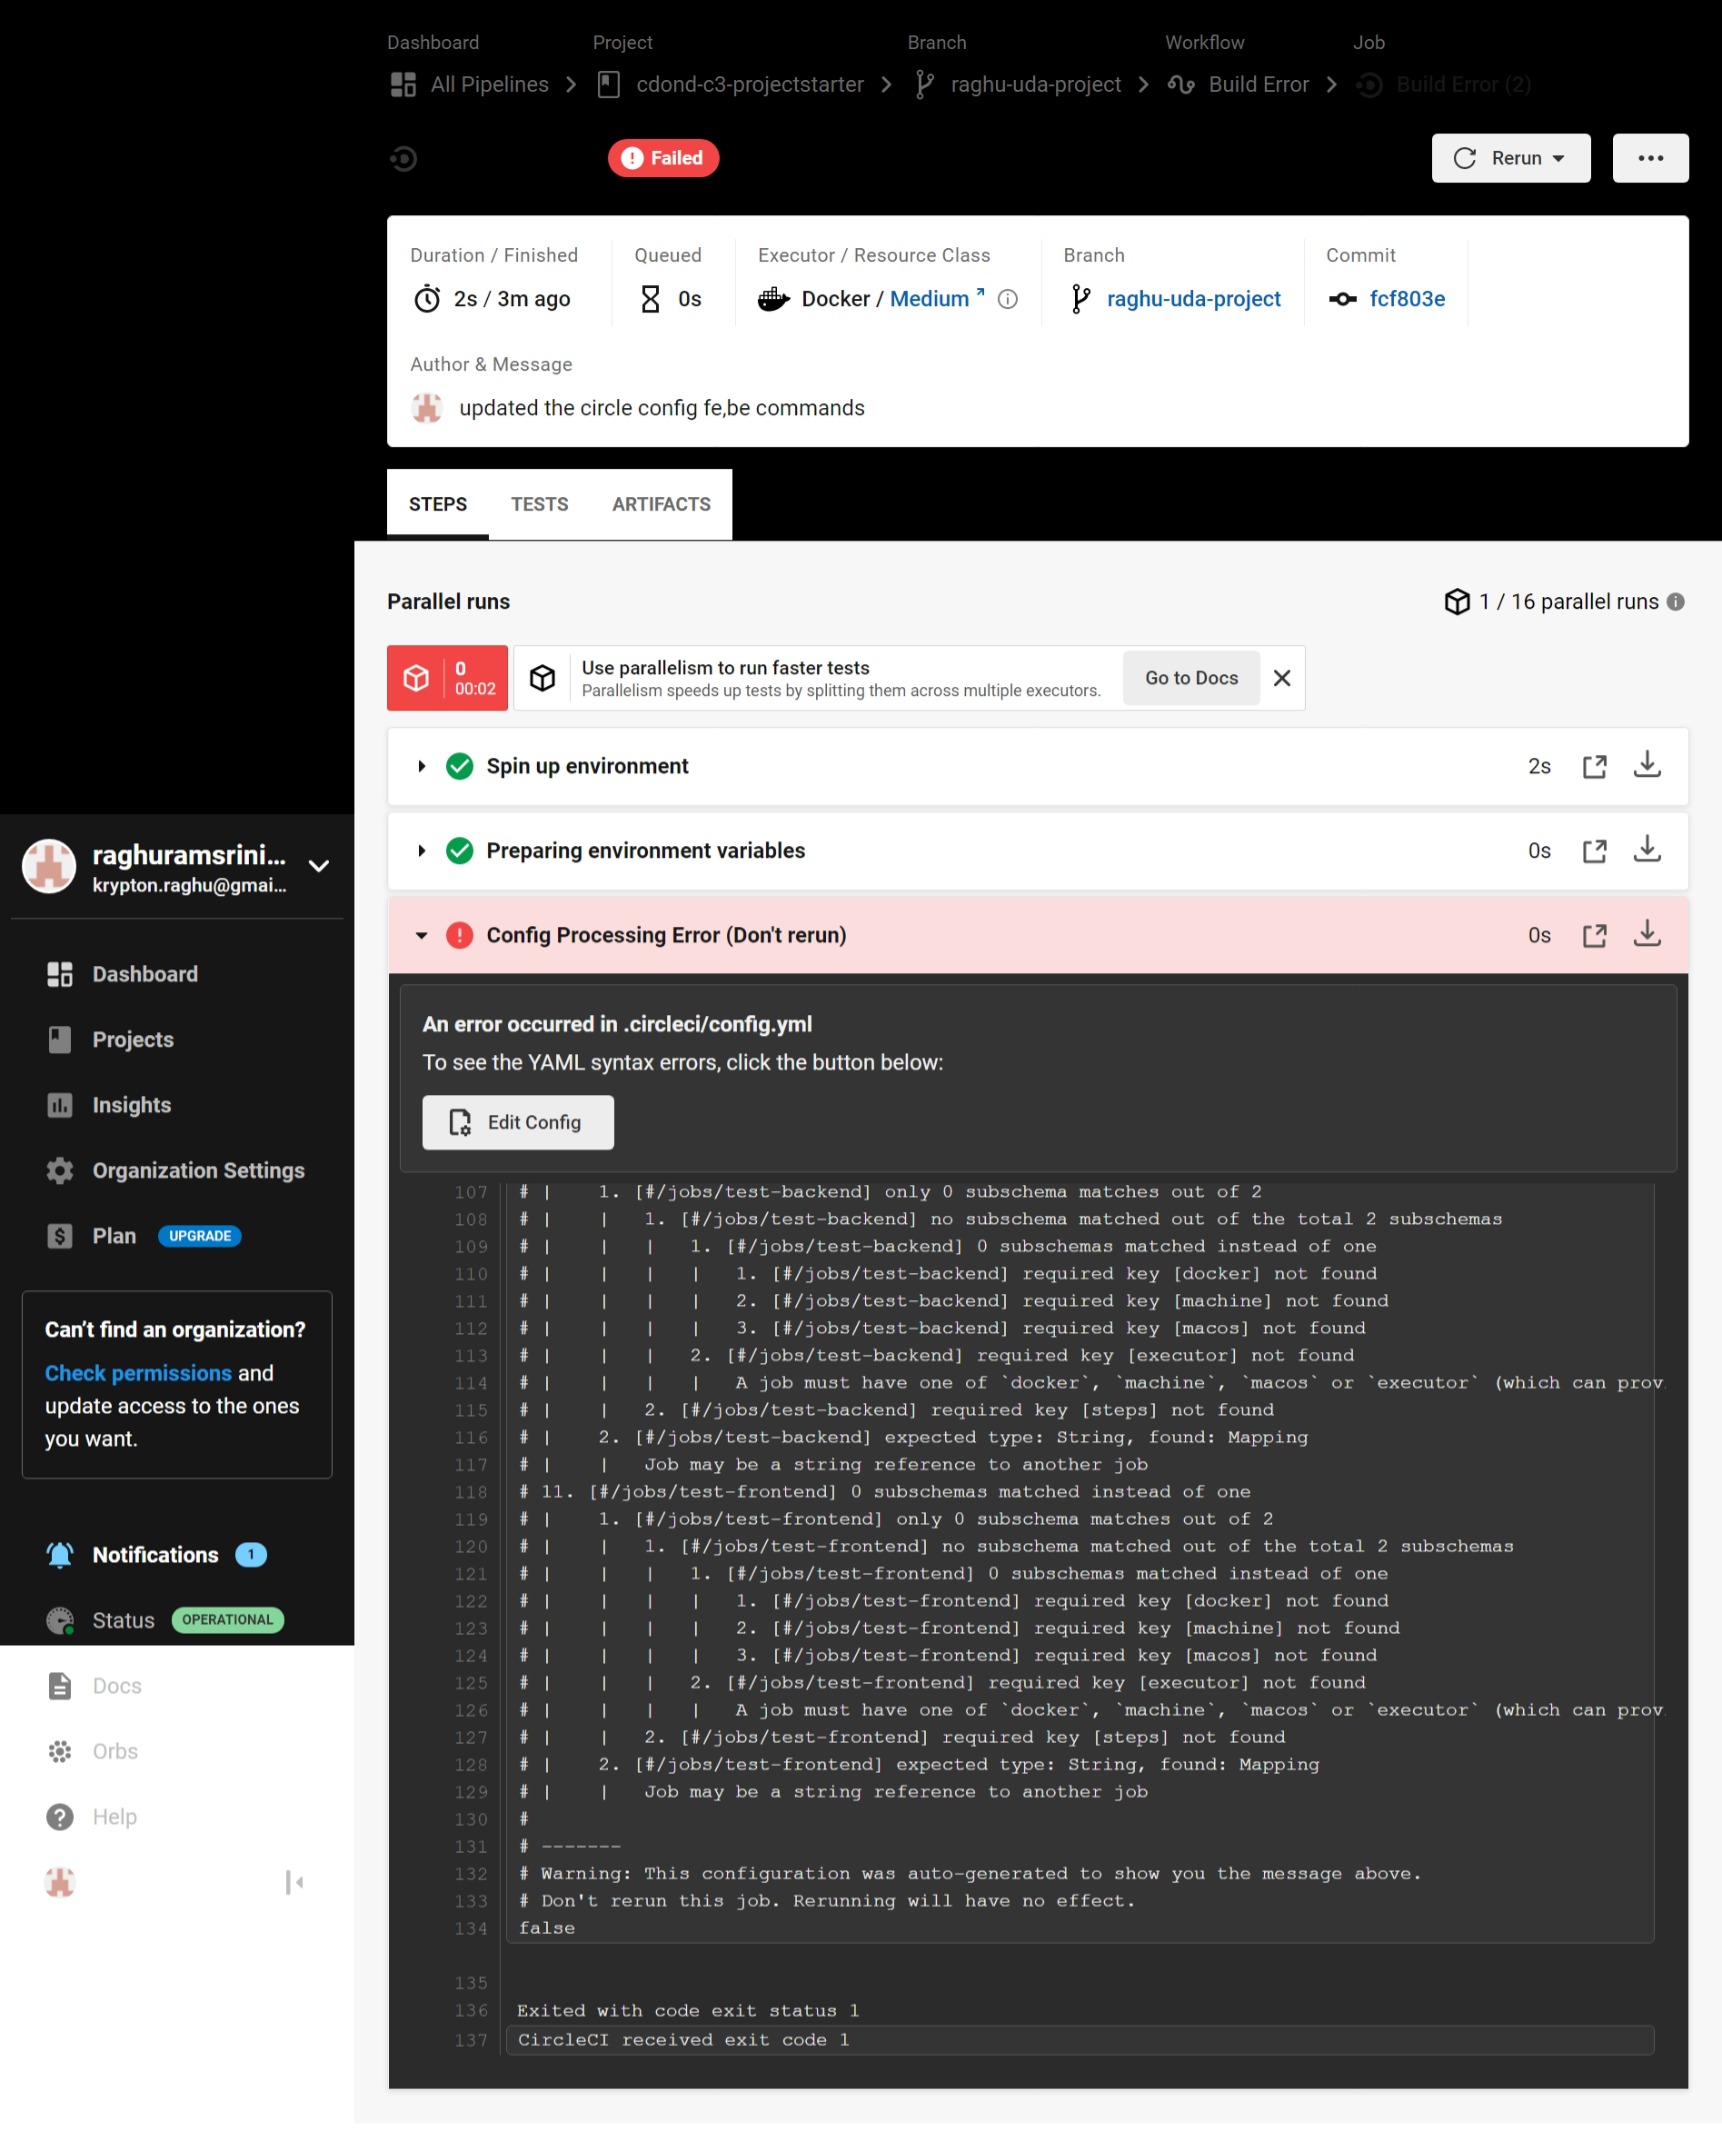 Dashboard Project Branch Workflow Job
All Pipelines cdond-c3-projectstarter raghu-uda-project Build Error Build Error (2)
Failed
Rerun
Duration / Finished Queued Executor / Resource Class Branch Commit
2s / 3m ago 0s Docker / Medium raghu-uda-project fcf803e
Author & Message
updated the circle config fe,be commands
STEPS TESTS ARTIFACTS
Parallel runs
1 / 16 parallel runs
0
00:02
Use parallelism to run faster tests
Parallelism speeds up tests by splitting them across multiple executors.
Go to Docs
Spin up environment 2s
Preparing environment variables 0s
Config Processing Error (Don't rerun) 0s
An error occurred in .circleci/config.yml
To see the YAML syntax errors, click the button below:
Edit Config
107 # |    1. [#/jobs/test-backend] only 0 subschema matches out of 2
108 # |    |   1. [#/jobs/test-backend] no subschema matched out of the total 2 subschemas
109 # |    |   |   1. [#/jobs/test-backend] 0 subschemas matched instead of one
110 # |    |   |   |   1. [#/jobs/test-backend] required key [docker] not found
111 # |    |   |   |   2. [#/jobs/test-backend] required key [machine] not found
112 # |    |   |   |   3. [#/jobs/test-backend] required key [macos] not found
113 # |    |   |   2. [#/jobs/test-backend] required key [executor] not found
114 # |    |   |   |   A job must have one of `docker`, `machine`, `macos` or `executor` (which can prov
115 # |    |   2. [#/jobs/test-backend] required key [steps] not found
116 # |    2. [#/jobs/test-backend] expected type: String, found: Mapping
117 # |    |   Job may be a string reference to another job
118 # 11. [#/jobs/test-frontend] 0 subschemas matched instead of one
119 # |    1. [#/jobs/test-frontend] only 0 subschema matches out of 2
120 # |    |   1. [#/jobs/test-frontend] no subschema matched out of the total 2 subschemas
121 # |    |   |   1. [#/jobs/test-frontend] 0 subschemas matched instead of one
122 # |    |   |   |   1. [#/jobs/test-frontend] required key [docker] not found
123 # |    |   |   |   2. [#/jobs/test-frontend] required key [machine] not found
124 # |    |   |   |   3. [#/jobs/test-frontend] required key [macos] not found
125 # |    |   |   2. [#/jobs/test-frontend] required key [executor] not found
126 # |    |   |   |   A job must have one of `docker`, `machine`, `macos` or `executor` (which can prov
127 # |    |   2. [#/jobs/test-frontend] required key [steps] not found
128 # |    2. [#/jobs/test-frontend] expected type: String, found: Mapping
129 # |    |   Job may be a string reference to another job
130 #
131 # -------
132 # Warning: This configuration was auto-generated to show you the message above.
133 # Don't rerun this job. Rerunning will have no effect.
134 false
135
136 Exited with code exit status 1
137 CircleCI received exit code 1
raghuramsrini...
krypton.raghu@gmai...
Dashboard
Projects
Insights
Organization Settings
Plan UPGRADE
Can't find an organization?
Check permissions and
update access to the ones
you want.
Notifications 1
Status OPERATIONAL
Docs
Orbs
Help